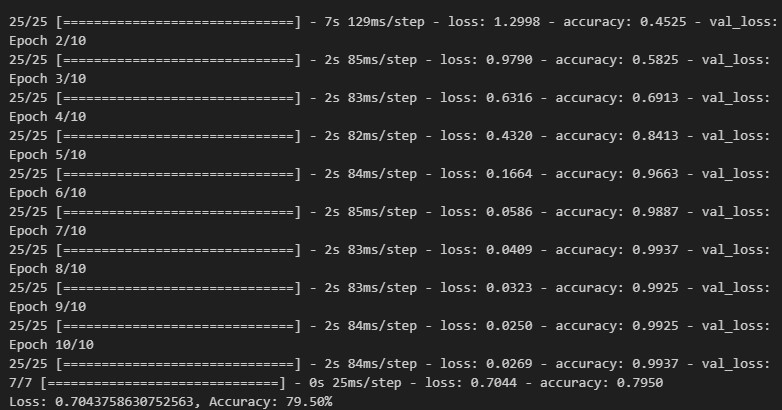 25/25 [==============================] - 7s 129ms/step - loss: 1.2998 - accuracy: 0.4525 - val_loss:
Epoch 2/10
25/25 [==============================] - 2s 85ms/step - loss: 0.9790 - accuracy: 0.5825 - val_loss:
Epoch 3/10
25/25 [==============================] - 2s 83ms/step - loss: 0.6316 - accuracy: 0.6913 - val_loss:
Epoch 4/10
25/25 [==============================] - 2s 82ms/step - loss: 0.4320 - accuracy: 0.8413 - val_loss:
Epoch 5/10
25/25 [==============================] - 2s 84ms/step - loss: 0.1664 - accuracy: 0.9663 - val_loss:
Epoch 6/10
25/25 [==============================] - 2s 85ms/step - loss: 0.0586 - accuracy: 0.9887 - val_loss:
Epoch 7/10
25/25 [==============================] - 2s 83ms/step - loss: 0.0409 - accuracy: 0.9937 - val_loss:
Epoch 8/10
25/25 [==============================] - 2s 83ms/step - loss: 0.0323 - accuracy: 0.9925 - val_loss:
Epoch 9/10
25/25 [==============================] - 2s 84ms/step - loss: 0.0250 - accuracy: 0.9925 - val_loss:
Epoch 10/10
25/25 [==============================] - 2s 84ms/step - loss: 0.0269 - accuracy: 0.9937 - val_loss:
7/7 [==============================] - 0s 25ms/step - loss: 0.7044 - accuracy: 0.7950
Loss: 0.7043758630752563, Accuracy: 79.50%